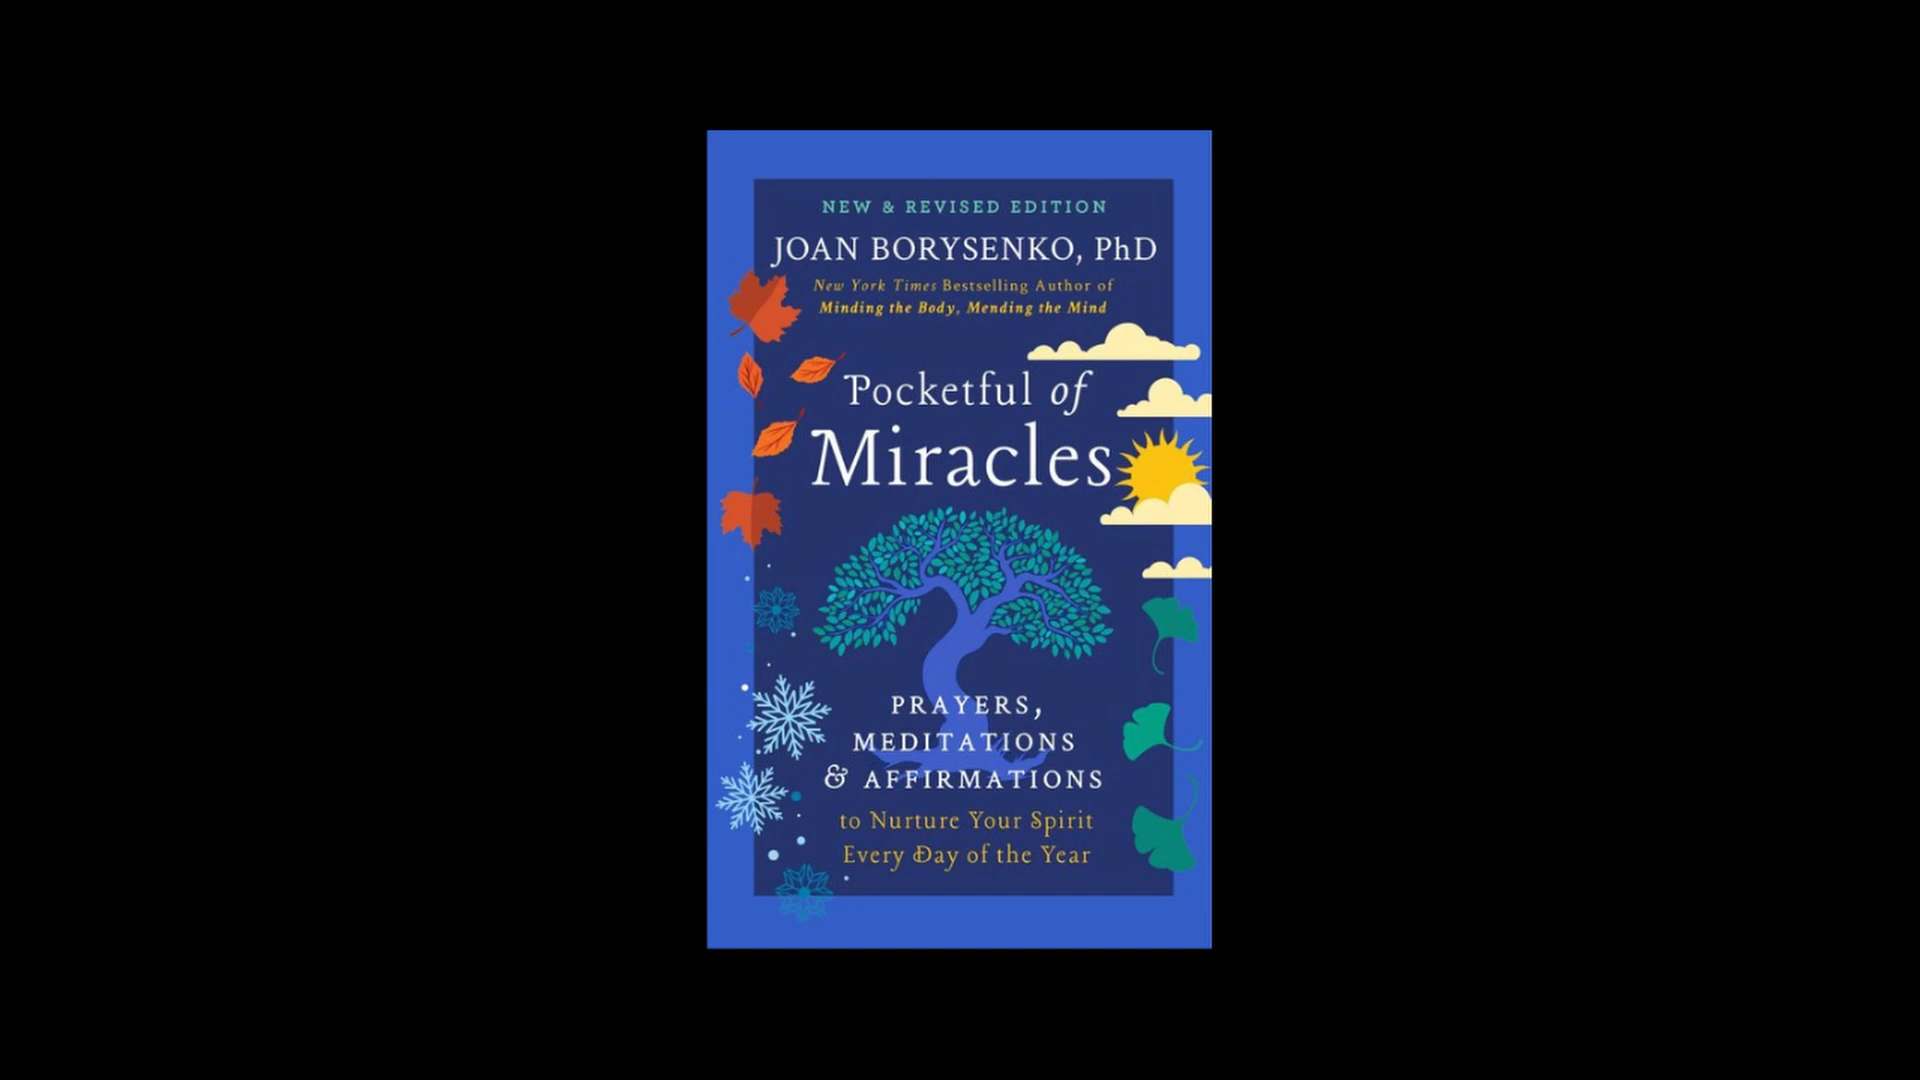 NEW & REVISED EDITION
JOAN BORYSENKO, PhD
New York Times Bestselling Author of
Minding the Body, Mending the Mind
Pocketful of
Miracles
PRAYERS,
MEDITATIONS
& AFFIRMATIONS
to Nurture Your Spirit
Every Day of the Year